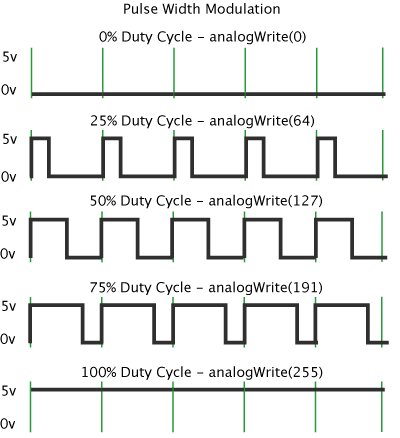 Pulse Width Modulation
0% Duty Cycle – analogWrite(0)
5v
0v
25% Duty Cycle – analogWrite(64)
5v
0v
50% Duty Cycle – analogWrite(127)
5v
0v
75% Duty Cycle – analogWrite(191)
5v
0v
100% Duty Cycle – analogWrite(255)
5v
0v